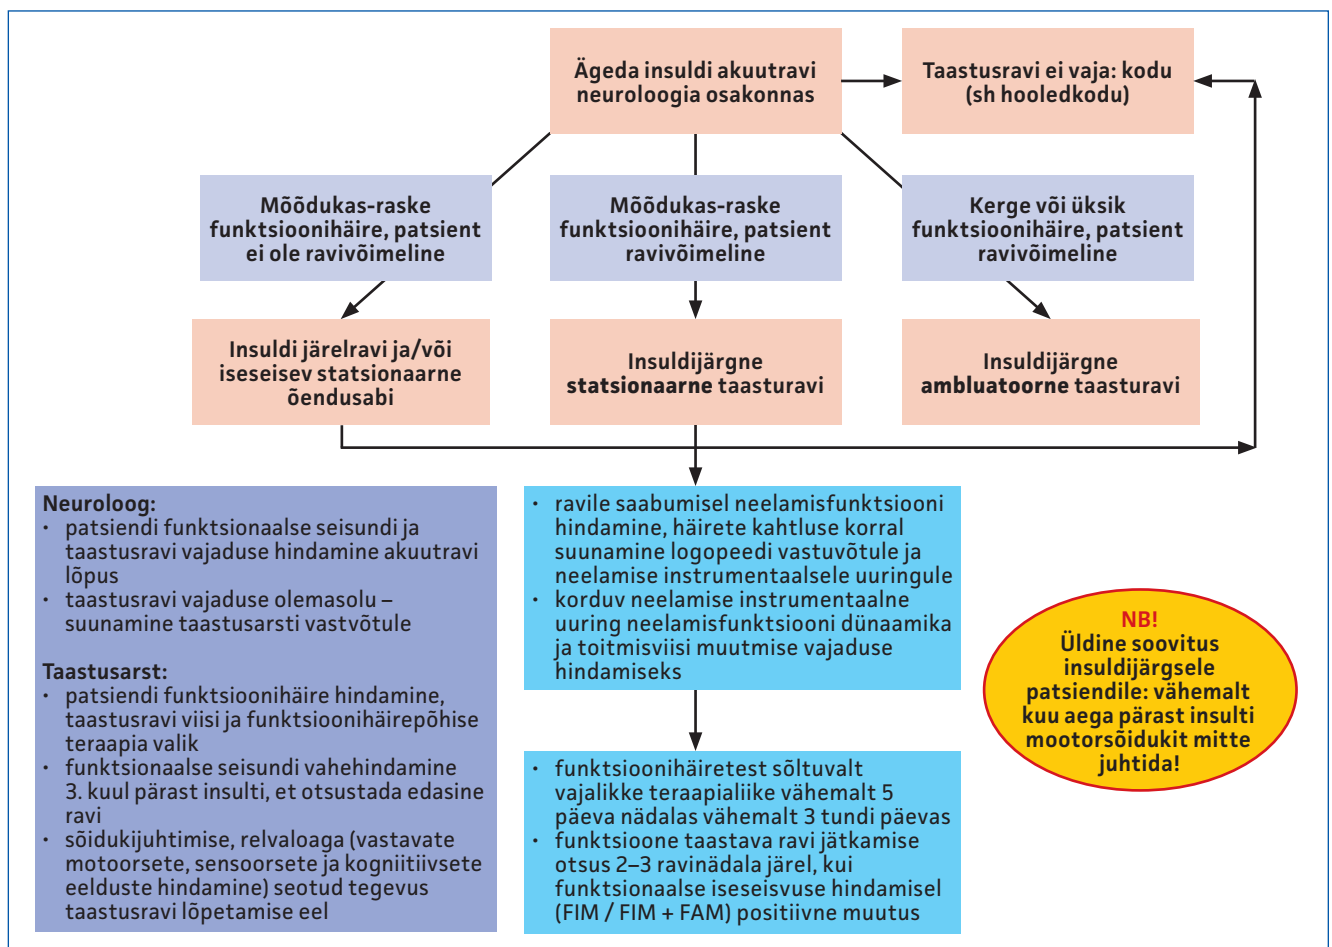 Ägeda insuldi akuutravi
neuroloogia osakonnas
Taastusravi ei vaja: kodu
(sh hooledkodu)
Mõõdukas-raske
funktsioonihäire, patsient
ei ole ravivõimeline
Mõõdukas-raske
funktsioonihäire, patsient
ravivõimeline
Kerge või üksik
funktsioonihäire, patsient
ravivõimeline
Insuldi järelravi ja/või
iseseisev statsionaarne
õendusabi
Insuldijärgne
statsionaarne taasturavi
Insuldijärgne
ambluatoorne taasturavi
Neuroloog:
• patsiendi funktsionaalse seisundi ja
taastusravi vajaduse hindamine akuutravi
lõpus
• taastusravi vajaduse olemasolu –
suunamine taastusarsti vastvõtule
Taastusarst:
• patsiendi funktsioonihäire hindamine,
taastusravi viisi ja funktsioonihäirepõhise
teraapia valik
• funktsionaalse seisundi vahehindamine
3. kuul pärast insulti, et otsustada edasine
ravi
• sõidukijuhtimise, relvaloaga (vastavate
motoorsete, sensoorsete ja kogniitiivsete
eelduste hindamine) seotud tegevus
taastusravi lõpetamise eel
• ravile saabumisel neelamisfunktsiooni
hindamine, häirete kahtluse korral
suunamine logopeedi vastuvõtule ja
neelamise instrumentaalsele uuringule
• korduv neelamise instrumentaalne
uuring neelamisfunktsiooni dünaamika
ja toitmisviisi muutmise vajaduse
hindamiseks
• funktsioonihäiretest sõltuvalt
vajalikke teraapialiike vähemalt 5
päeva nädalas vähemalt 3 tundi päevas
• funktsioone taastava ravi jätkamise
otsus 2–3 ravinädala järel, kui
funktsionaalse iseseisvuse hindamisel
(FIM / FIM + FAM) positiivne muutus
NB!
Üldine soovitus
insuldijärgsele
patsiendile: vähemalt
kuu aega pärast insulti
mootorsõidukit mitte
juhtida!